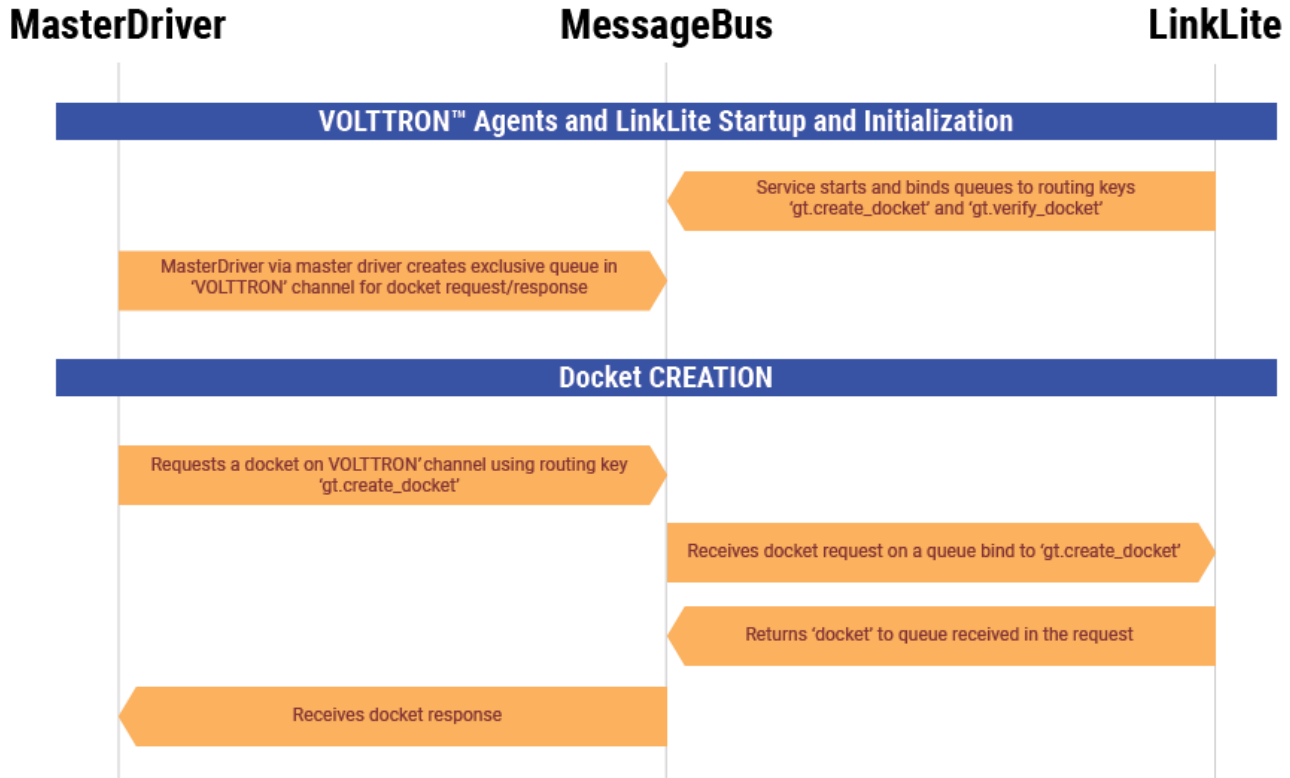 MasterDriver MessageBus LinkLite
VOLTTRON™ Agents and LinkLite Startup and Initialization
Service starts and binds queues to routing keys
‘gt.create_docket’ and ‘gt.verify_docket’
MasterDriver via master driver creates exclusive queue in
‘VOLTTRON’ channel for docket request/response
Docket CREATION
Requests a docket on VOLTTRON’ channel using routing key
‘gt.create_docket’
Receives docket request on a queue bind to ‘gt.create_docket’
Returns ‘docket’ to queue received in the request
Receives docket response